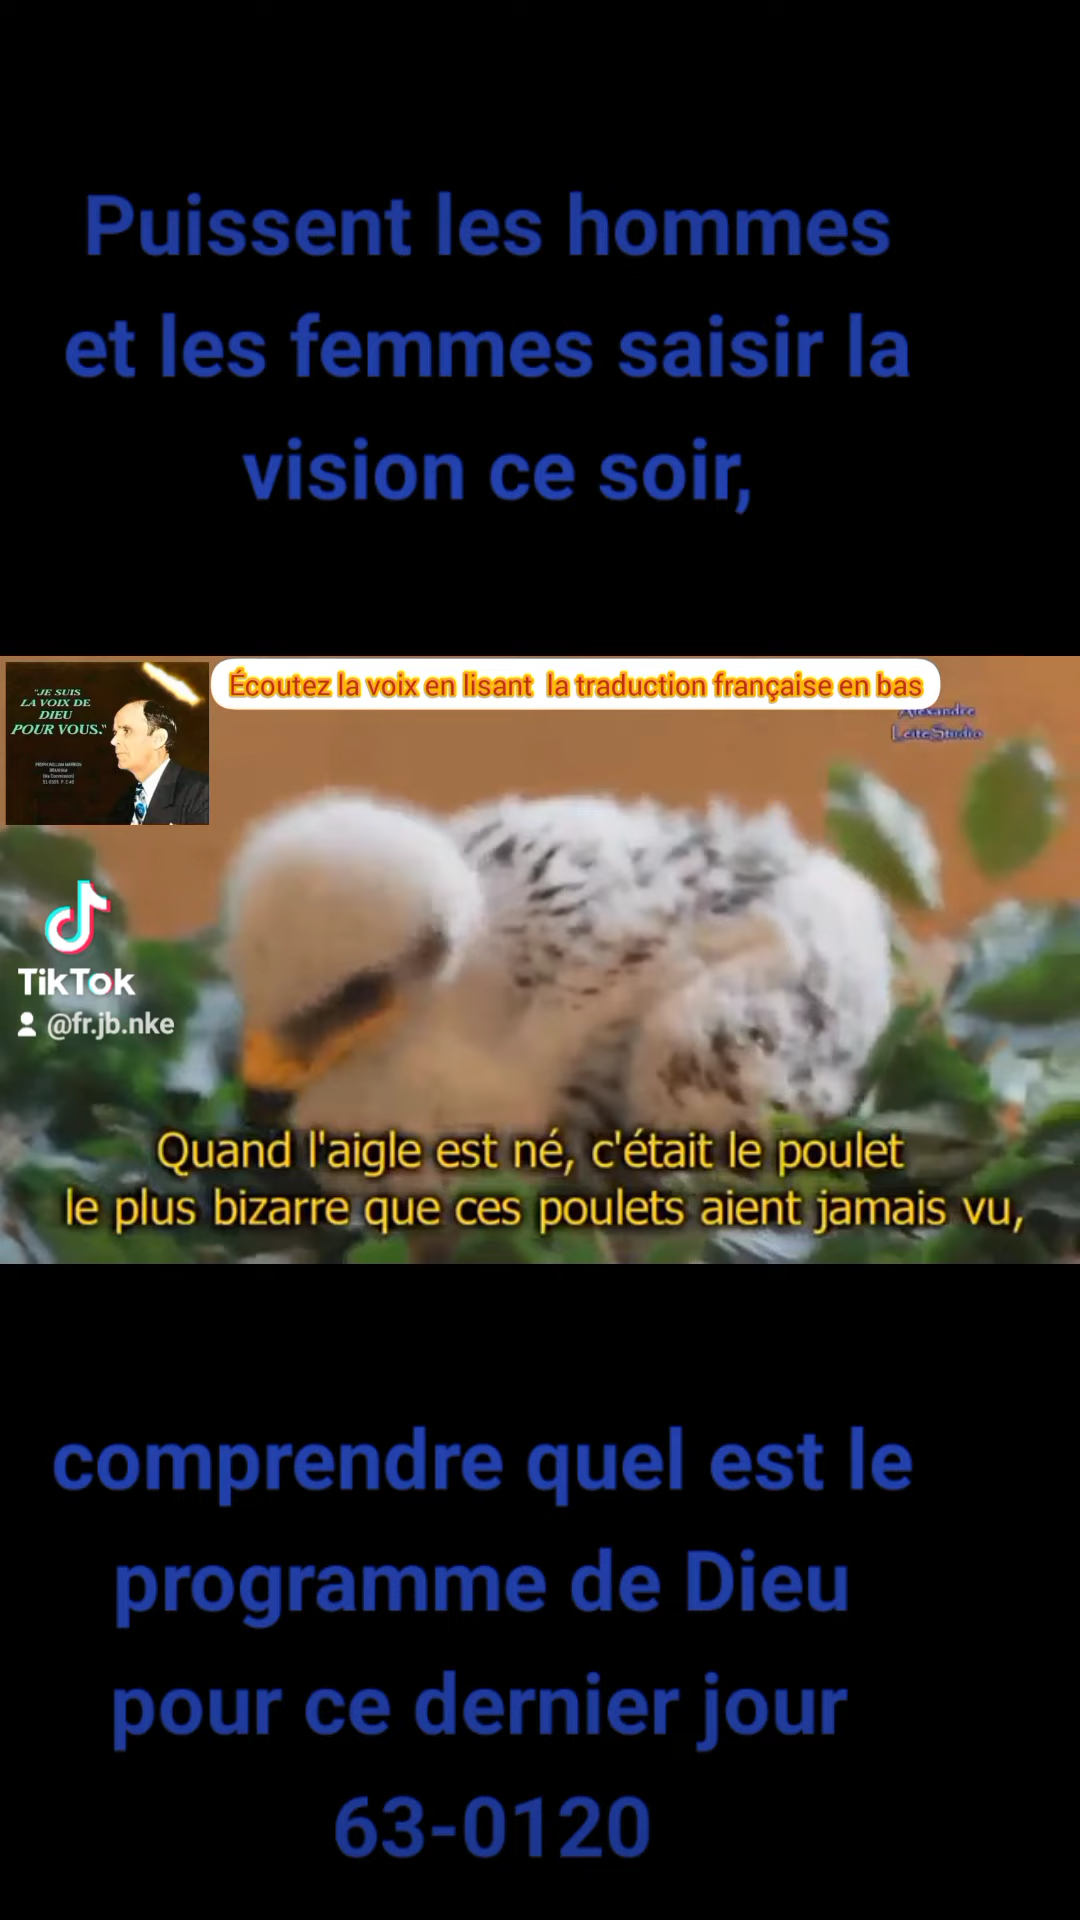 Puissent les hommes
et les femmes saisir la
vision ce soir,
Écoutez la voix en lisant la traduction française en bas
"JE SUIS
LA VOIX DE
DIEU
POUR VOUS."
Alexandre
LeiteStudio
TikTok
@fr.jb.nke
Quand l'aigle est né, c'était le poulet
le plus bizarre que ces poulets aient jamais vu,
comprendre quel est le
programme de Dieu
pour ce dernier jour
63-0120